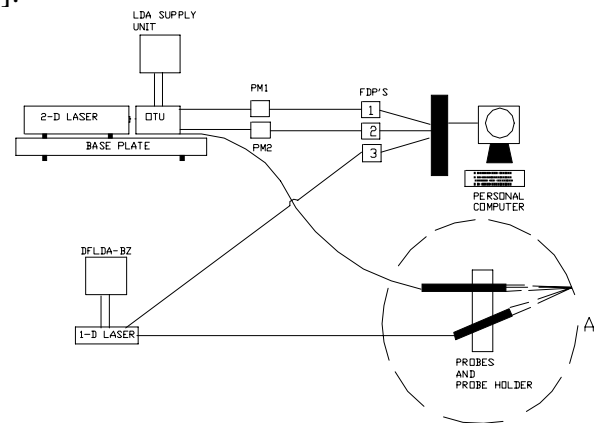 ].
LDA SUPPLY
UNIT
2-D LASER
OTU
BASE PLATE
PM1
PM2
FDP'S
1
2
3
PERSONAL
COMPUTER
DFLDA-BZ
1-D LASER
A
PROBES
AND
PROBE HOLDER